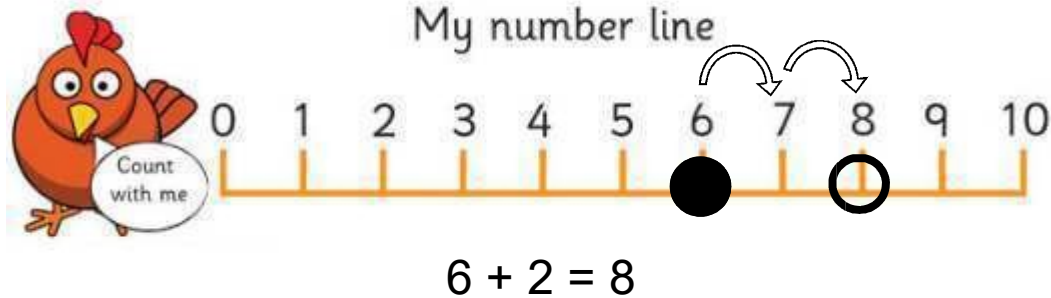 My number line
0 1 2 3 4 5 6 7 8 9 10
Count
with me
6 + 2 = 8